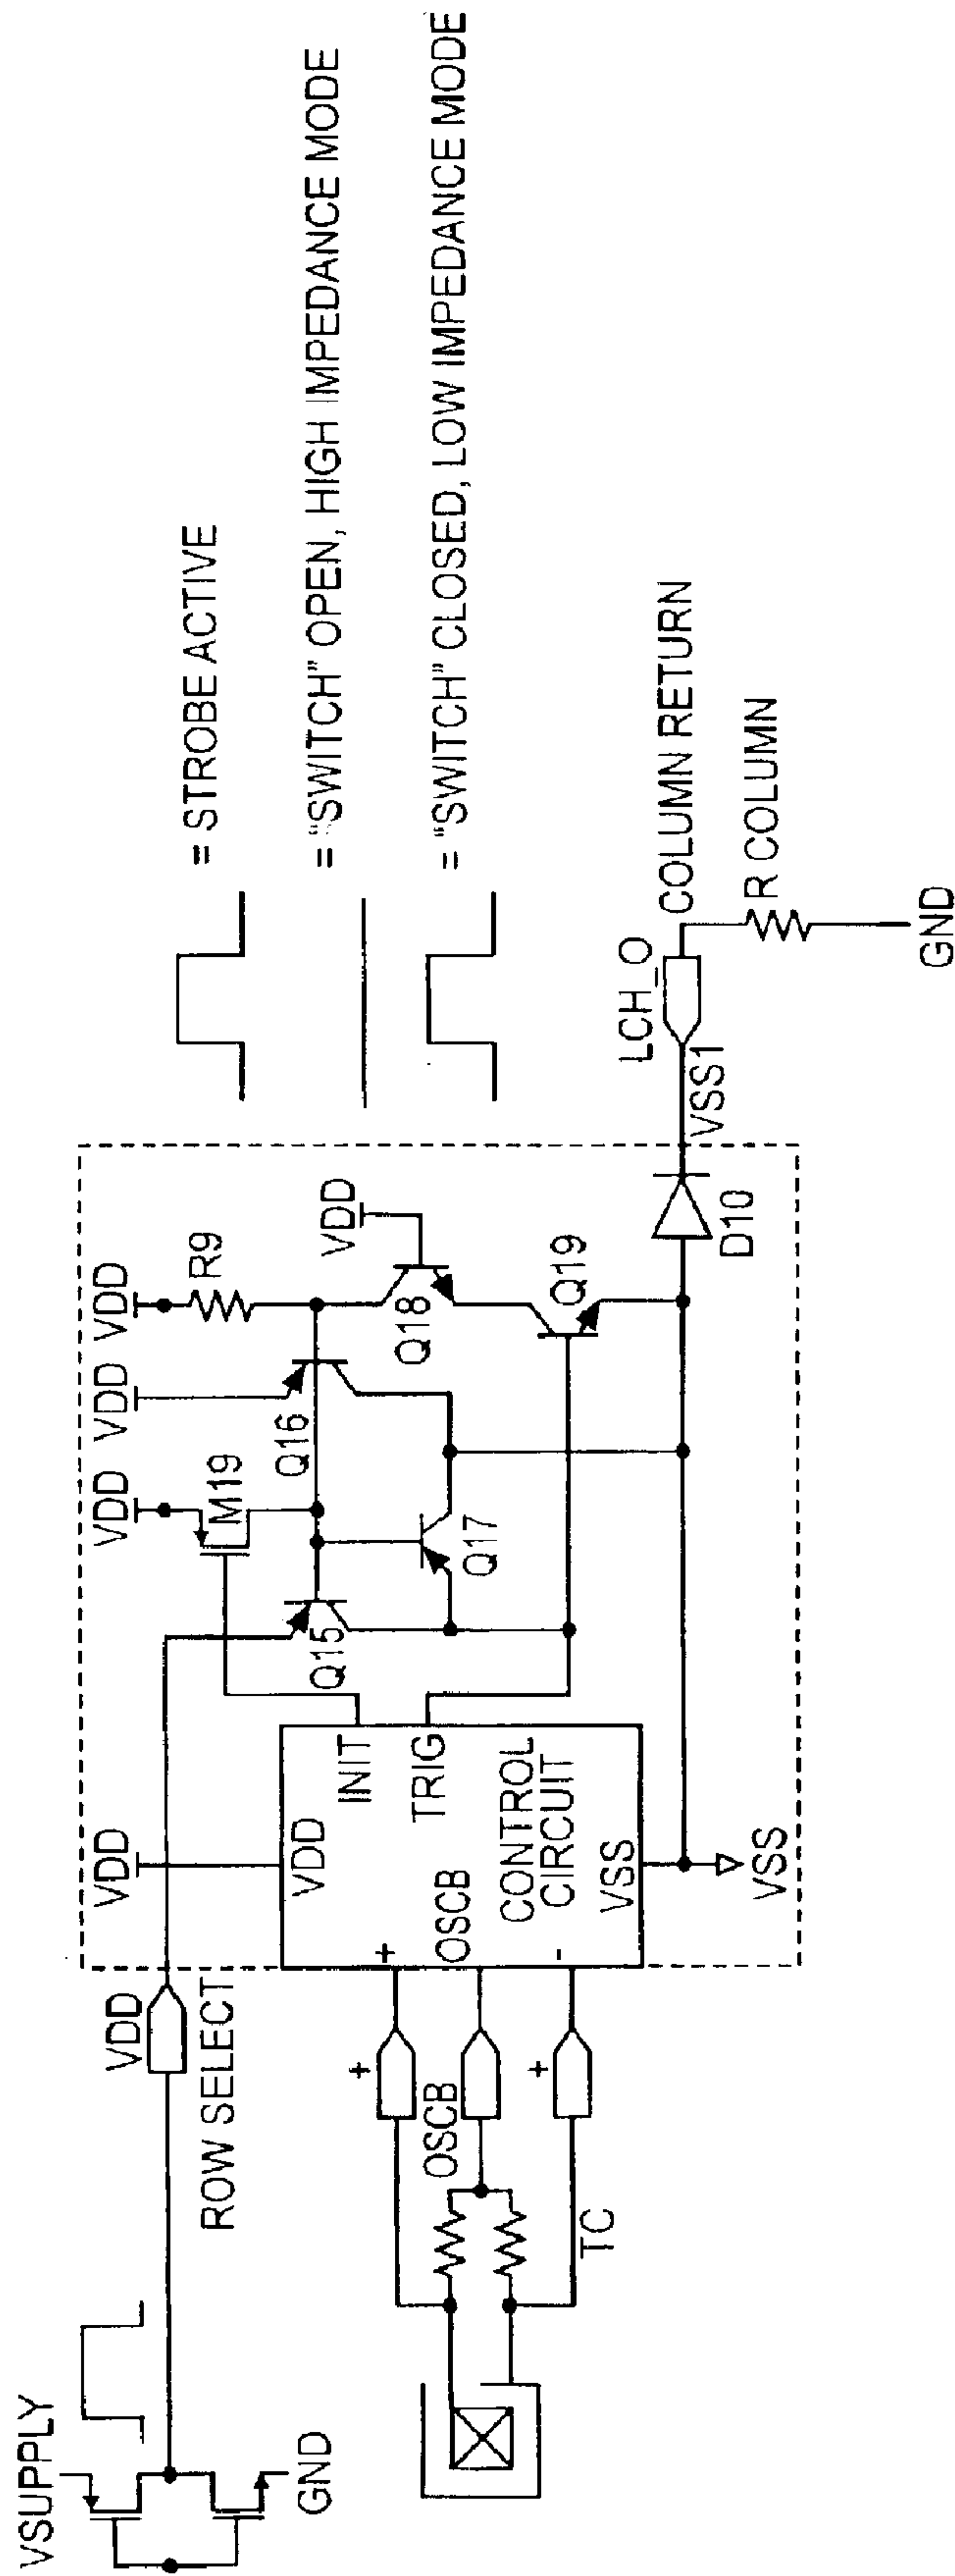 = STROBE ACTIVE
= "SWITCH" OPEN, HIGH IMPEDANCE MODE
= "SWITCH" CLOSED, LOW IMPEDANCE MODE
VSUPPLY
GND
VDD
ROW SELECT
+
OSCB
+
TC
VDD
VDD
INIT
TRIG
+
OSCB
-
CONTROL
CIRCUIT
VSS
VSS
VDD
M19
VDD
VDD
R9
Q15
Q16
Q17
VDD
Q18
Q19
D10
VSS1
LCH_O
COLUMN RETURN
R COLUMN
GND